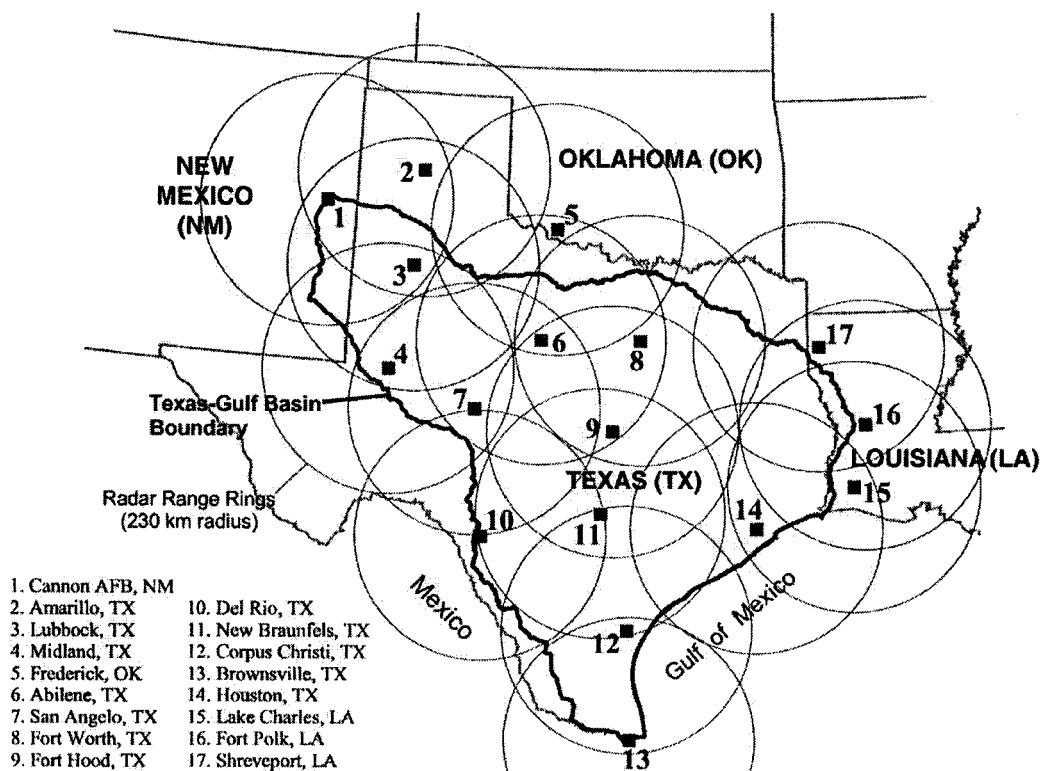 NEW
MEXICO
(NM)
OKLAHOMA (OK)
2
1
5
3
17
6
8
4
7
Texas-Gulf Basin
Boundary
16
9
LOUISIANA (LA)
TEXAS (TX)
15
Radar Range Rings
(230 km radius)
14
10
11
Mexico
Gulf of Mexico
12
13
1. Cannon AFB, NM
2. Amarillo, TX
3. Lubbock, TX
4. Midland, TX
5. Frederick, OK
6. Abilene, TX
7. San Angelo, TX
8. Fort Worth, TX
9. Fort Hood, TX
10. Del Rio, TX
11. New Braunfels, TX
12. Corpus Christi, TX
13. Brownsville, TX
14. Houston, TX
15. Lake Charles, LA
16. Fort Polk, LA
17. Shreveport, LA